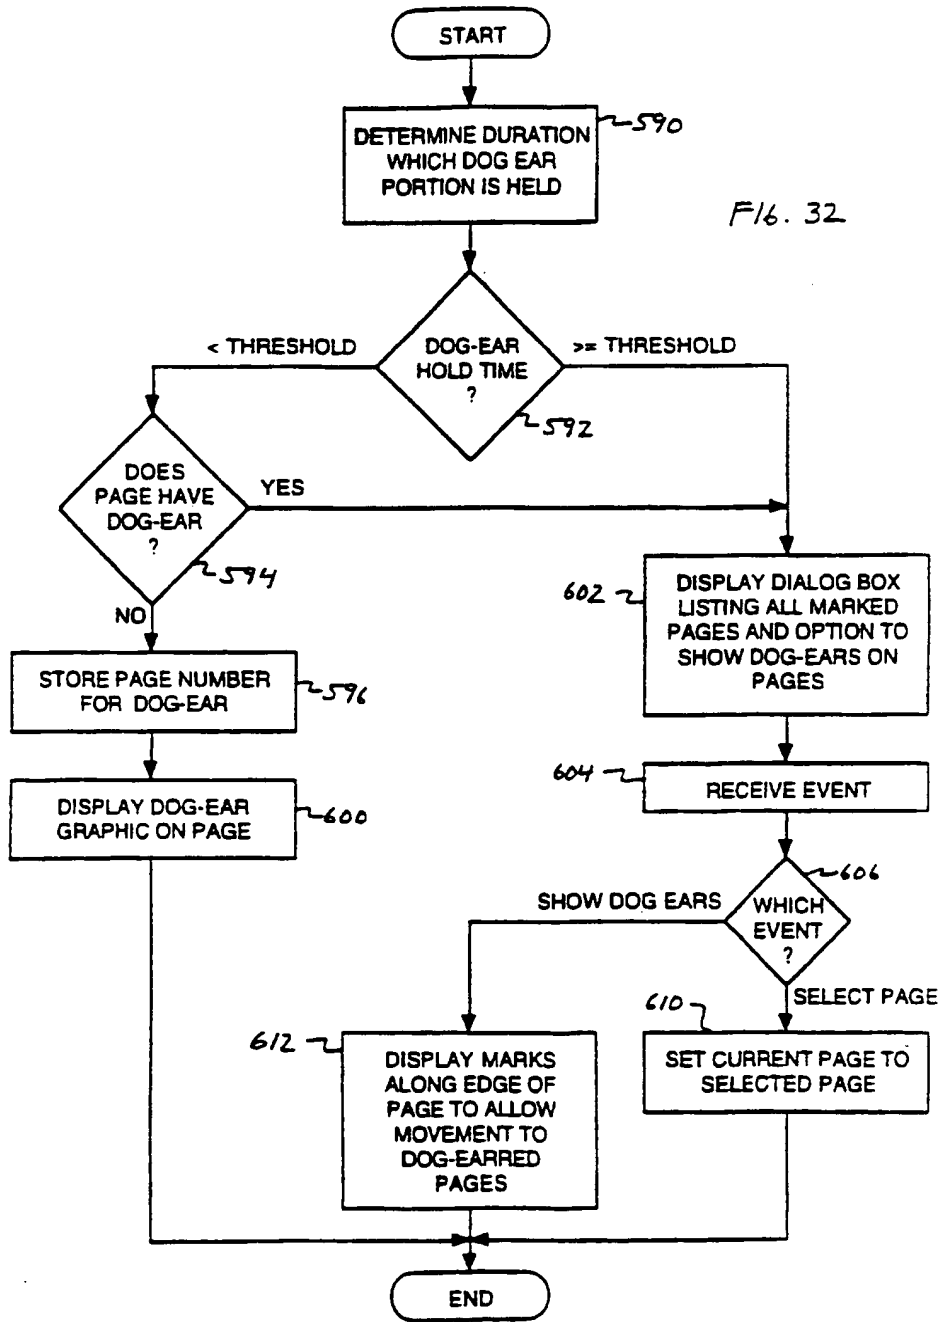 START
DETERMINE DURATION
WHICH DOG EAR
PORTION IS HELD
590
FIG. 32
< THRESHOLD
DOG-EAR
HOLD TIME
?
>= THRESHOLD
592
DOES
PAGE HAVE
DOG-EAR
?
YES
594
NO
602
DISPLAY DIALOG BOX
LISTING ALL MARKED
PAGES AND OPTION TO
SHOW DOG-EARS ON
PAGES
STORE PAGE NUMBER
FOR DOG-EAR
596
604
RECEIVE EVENT
DISPLAY DOG-EAR
GRAPHIC ON PAGE
600
606
SHOW DOG EARS
WHICH
EVENT
?
SELECT PAGE
610
SET CURRENT PAGE TO
SELECTED PAGE
612
DISPLAY MARKS
ALONG EDGE OF
PAGE TO ALLOW
MOVEMENT TO
DOG-EARRED
PAGES
END